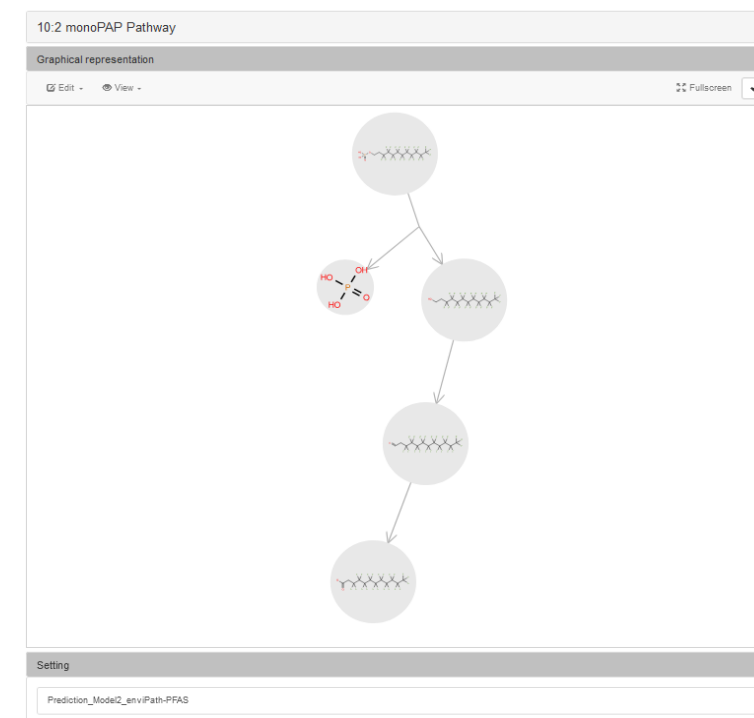 10:2 monoPAP Pathway
Graphical representation
Edit
View
Fullscreen
OH
HO
P
O
HO
Setting
Prediction_Model2_enviPath-PFAS